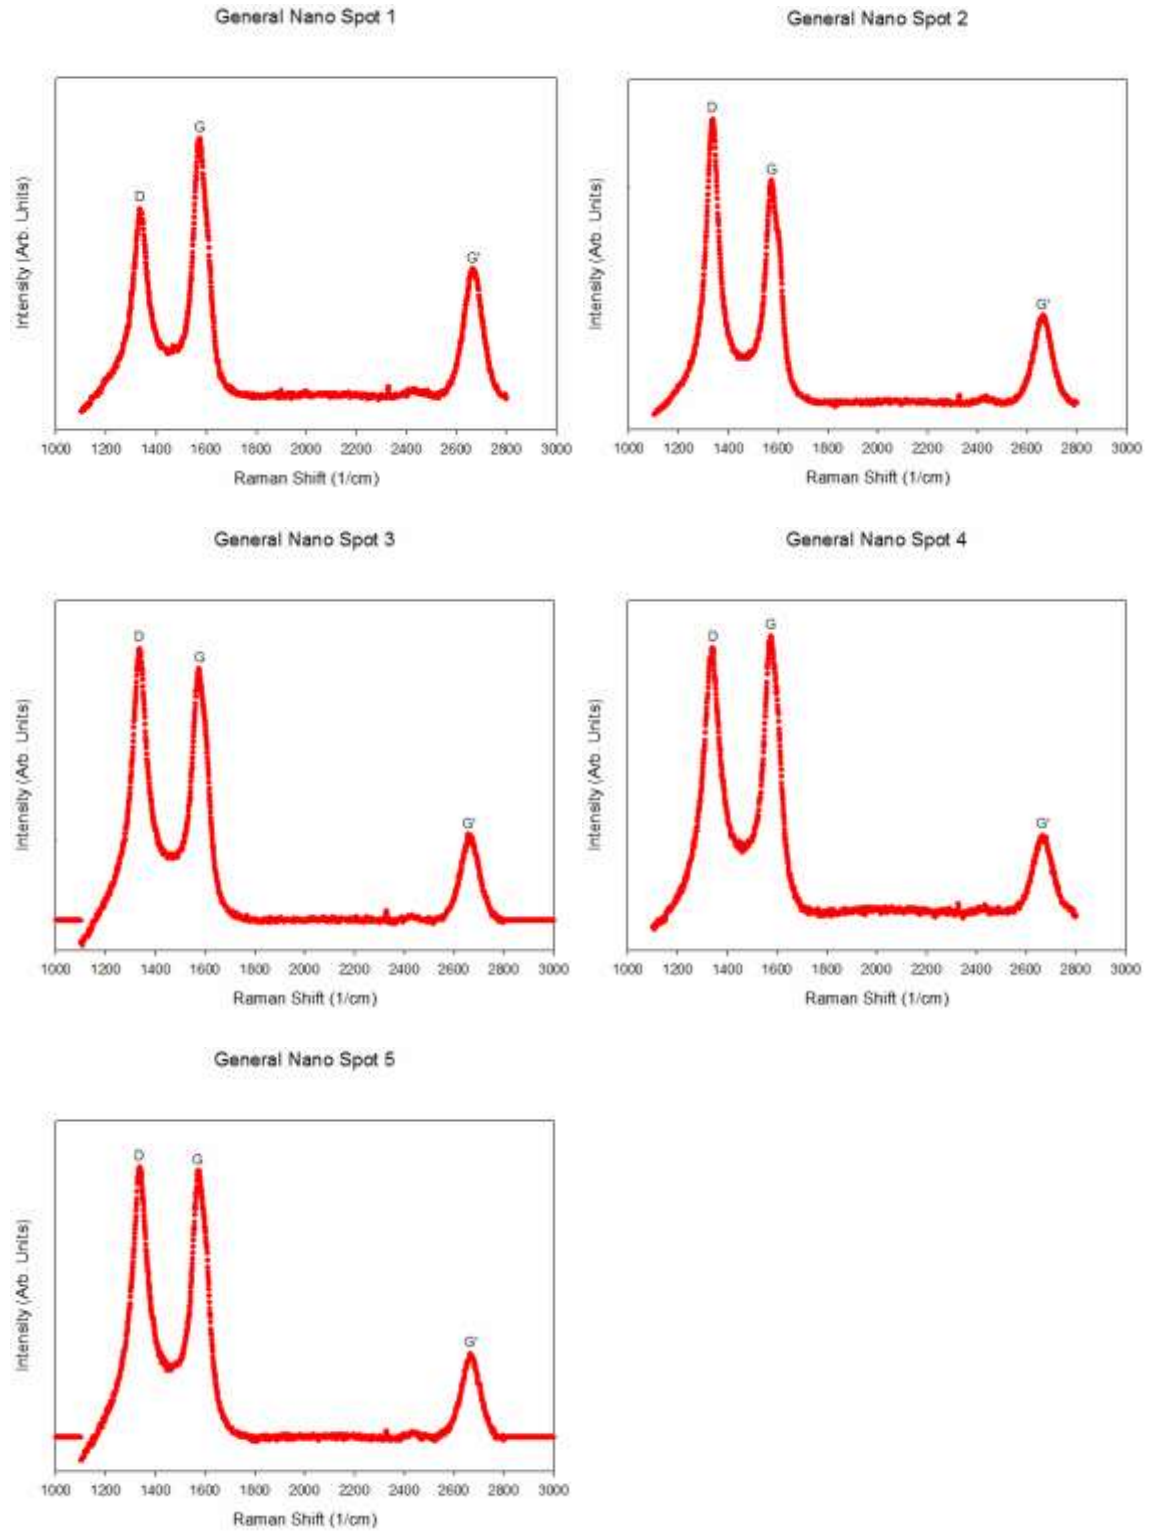 General Nano Spot 1
D
G
G'
Intensity (Arb. Units)
1000 1200 1400 1600 1800 2000 2200 2400 2600 2800 3000
Raman Shift (1/cm)
General Nano Spot 2
D
G
G'
Intensity (Arb. Units)
1000 1200 1400 1600 1800 2000 2200 2400 2600 2800 3000
Raman Shift (1/cm)
General Nano Spot 3
D
G
G'
Intensity (Arb. Units)
1000 1200 1400 1600 1800 2000 2200 2400 2600 2800 3000
Raman Shift (1/cm)
General Nano Spot 4
D
G
G'
Intensity (Arb. Units)
1000 1200 1400 1600 1800 2000 2200 2400 2600 2800 3000
Raman Shift (1/cm)
General Nano Spot 5
D
G
G'
Intensity (Arb. Units)
1000 1200 1400 1600 1800 2000 2200 2400 2600 2800 3000
Raman Shift (1/cm)